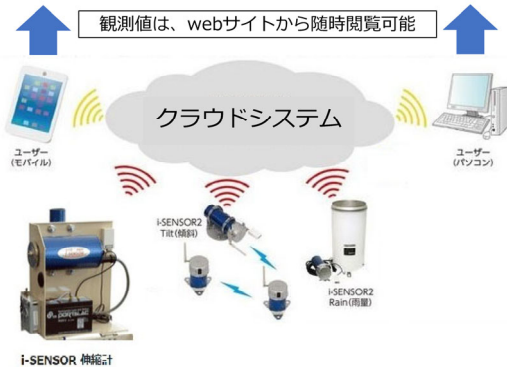 観測値は、webサイトから随時閲覧可能
クラウドシステム
ユーザー
(モバイル)
ユーザー
(パソコン)
i-SENSOR2
Tilt(傾斜)
i-SENSOR2
Rain(雨量)
i-SENSOR 伸縮計